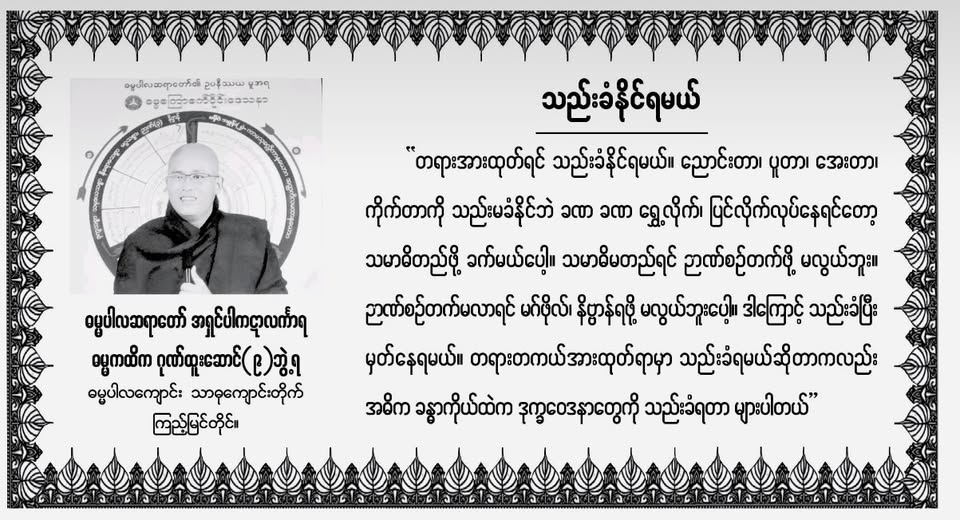 ဓမ္မပါလဆရာတော်၏ ဥပနိဿယ မူအရ
ဓမ္မကြောစက်ဝိုင်းဒေသနာ
ဓမ္မပါလဆရာတော် အရှင်ပါကဋာလင်္ကာရ
ဓမ္မကထိက ဂုဏ်ထူးဆောင်(၉)ဘွဲ့ရ
ဓမ္မပါလကျောင်း သာဓုကျောင်းတိုက်
ကြည့်မြင်တိုင်။
သည်းခံနိုင်ရမယ်
“တရားအားထုတ်ရင် သည်းခံနိုင်ရမယ်။ ညောင်းတာ၊ ပူတာ၊ အေးတာ၊
ကိုက်တာကို သည်းမခံနိုင်ဘဲ ခဏ ခဏ ရွှေ့လိုက်၊ ပြင်လိုက်လုပ်နေရင်တော့
သမာဓိတည်ဖို့ ခက်မယ်ပေါ့။ သမာဓိမတည်ရင် ဉာဏ်စဉ်တက်ဖို့ မလွယ်ဘူး။
ဉာဏ်စဉ်တက်မလာရင် မဂ်ဖိုလ်၊ နိဗ္ဗာန်ရဖို့ မလွယ်ဘူးပေါ့။ ဒါကြောင့် သည်းခံပြီး
မှတ်နေရမယ်။ တရားတကယ်အားထုတ်ရာမှာ သည်းခံရမယ်ဆိုတာကလည်း
အဓိက ခန္ဓာကိုယ်ထဲက ဒုက္ခဝေဒနာတွေကို သည်းခံရတာ များပါတယ်”